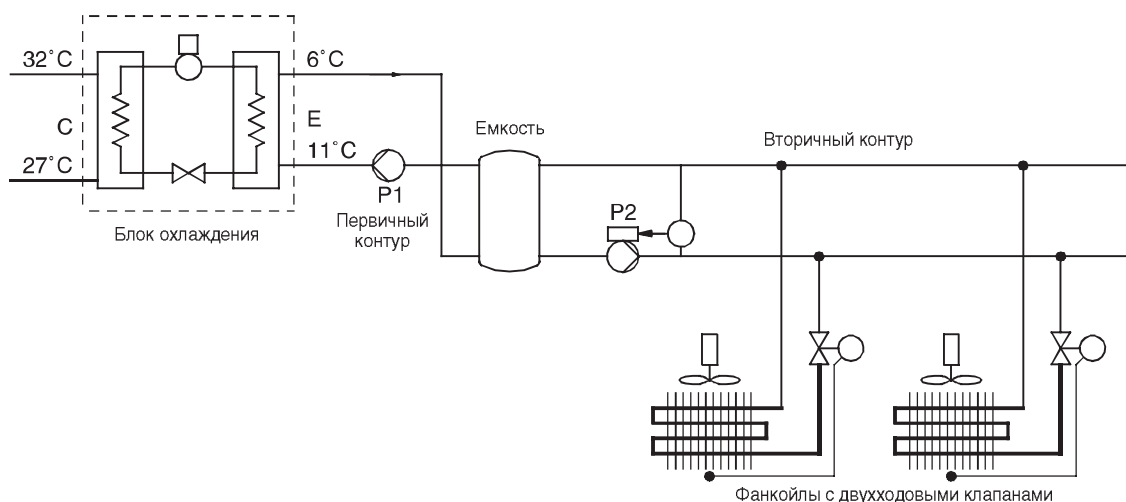 32°C
6°C
C
E
27°C
11°C
P1
Первичный
контур
Блок охлаждения
Емкость
P2
Вторичный контур
Фанкойлы с двухходовыми клапанами